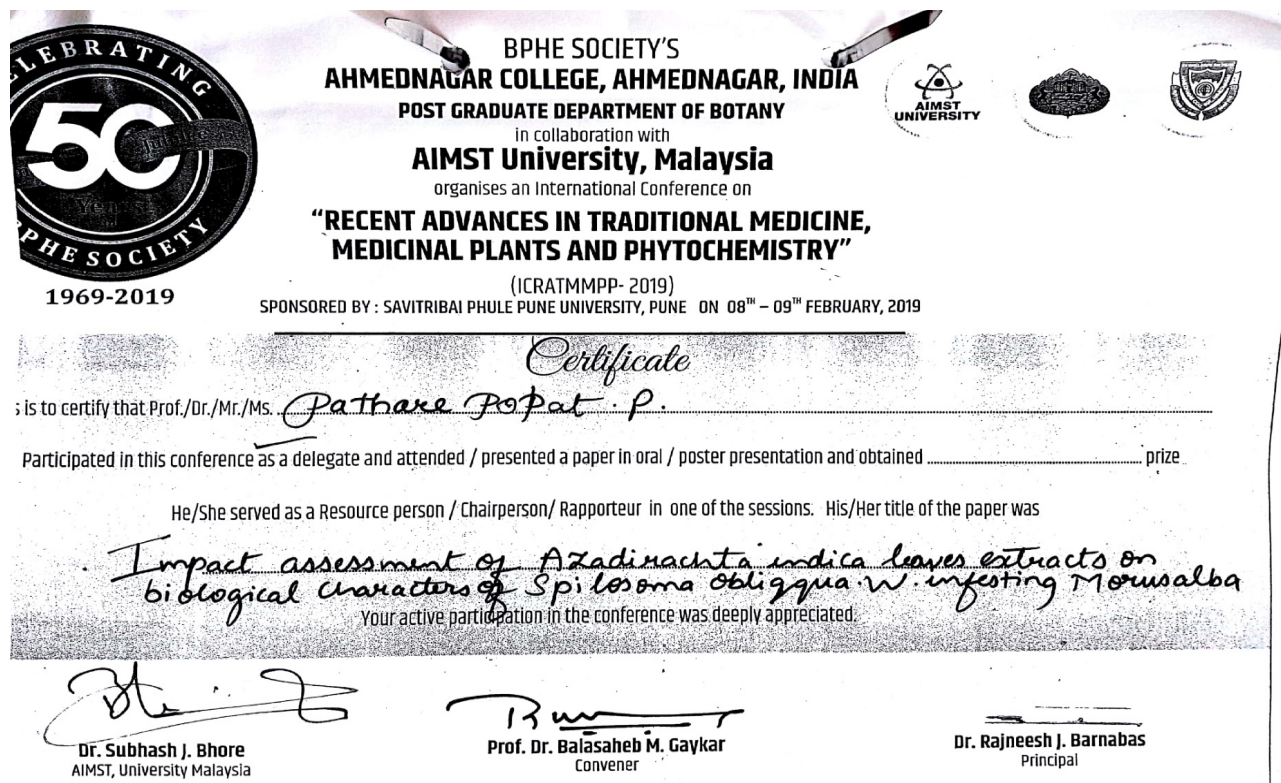 CELEBRATING
50
Years
BPHE SOCIETY
1969-2019
BPHE SOCIETY'S
AHMEDNAGAR COLLEGE, AHMEDNAGAR, INDIA
POST GRADUATE DEPARTMENT OF BOTANY
in collaboration with
AIMST University, Malaysia
organises an International Conference on
"RECENT ADVANCES IN TRADITIONAL MEDICINE,
MEDICINAL PLANTS AND PHYTOCHEMISTRY"
(ICRATMMPP- 2019)
SPONSORED BY : SAVITRIBAI PHULE PUNE UNIVERSITY, PUNE ON 08TH – 09TH FEBRUARY, 2019
AIMST
UNIVERSITY
Certificate
s is to certify that Prof./Dr./Mr./Ms. Pathare Popat . P.
Participated in this conference as a delegate and attended / presented a paper in oral / poster presentation and obtained ........ prize
He/She served as a Resource person / Chairperson/ Rapporteur in one of the sessions. His/Her title of the paper was
Impact assessment of Azadirachta indica leaves extracts on
biological characters of Spilosoma obligqua W. infesting Morusalba
Your active participation in the conference was deeply appreciated.
Dr. Subhash J. Bhore
AIMST, University Malaysia
Prof. Dr. Balasaheb M. Gaykar
Convener
Dr. Rajneesh J. Barnabas
Principal